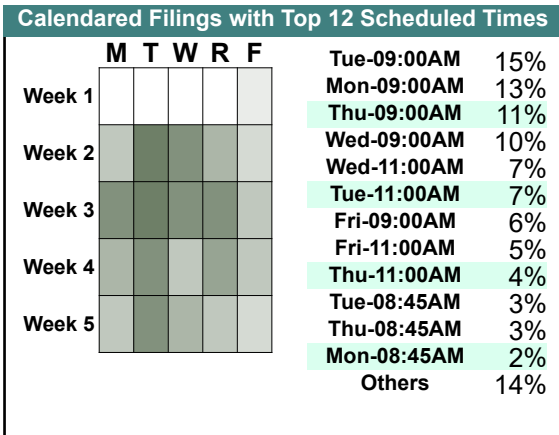 Calendared Filings with Top 12 Scheduled Times
M T W R F
Week 1
Week 2
Week 3
Week 4
Week 5
Tue-09:00AM 15%
Mon-09:00AM 13%
Thu-09:00AM 11%
Wed-09:00AM 10%
Wed-11:00AM 7%
Tue-11:00AM 7%
Fri-09:00AM 6%
Fri-11:00AM 5%
Thu-11:00AM 4%
Tue-08:45AM 3%
Thu-08:45AM 3%
Mon-08:45AM 2%
Others 14%